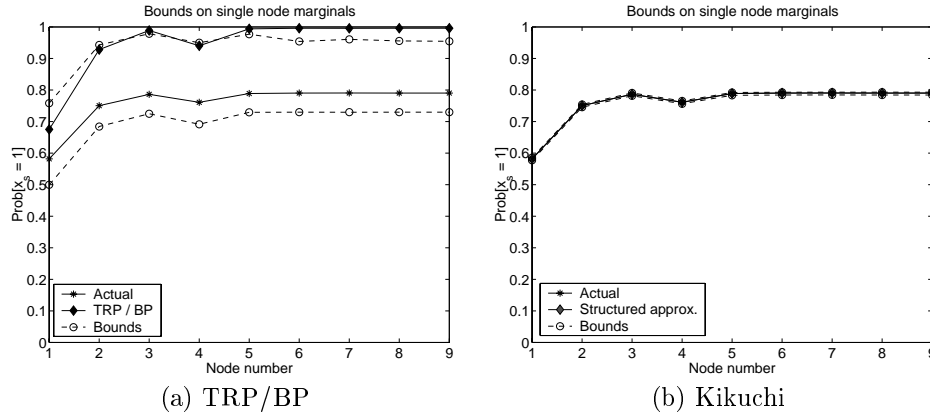 Bounds on single node marginals
1
0.9
0.8
0.7
0.6
0.5
0.4
0.3
0.2
0.1
0
Prob[x_s = 1]
Actual
TRP / BP
Bounds
1 2 3 4 5 6 7 8 9
Node number
(a) TRP/BP
Bounds on single node marginals
1
0.9
0.8
0.7
0.6
0.5
0.4
0.3
0.2
0.1
0
Prob[x_s = 1]
Actual
Structured approx.
Bounds
1 2 3 4 5 6 7 8 9
Node number
(b) Kikuchi